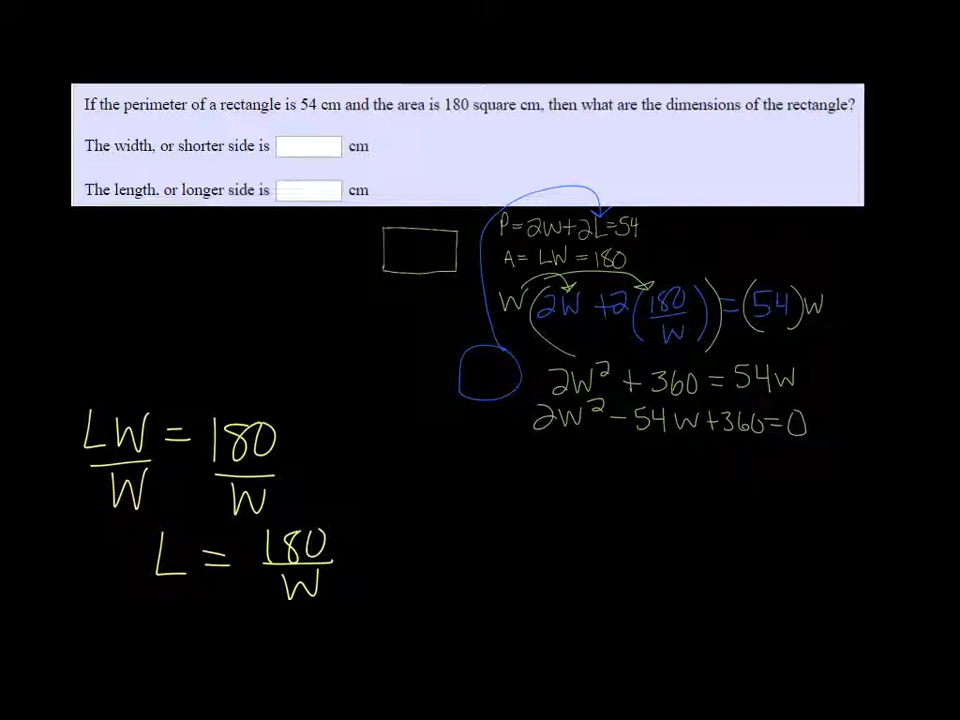 If the perimeter of a rectangle is 54 cm and the area is 180 square cm, then what are the dimensions of the rectangle?
The width, or shorter side is cm
The length, or longer side is cm
P=2W+2L=54
A= LW =180
W(2W +2(180/W))=(54)W
2W² + 360 = 54W
2W² - 54W + 360 = 0
LW/W = 180/W
L = 180/W